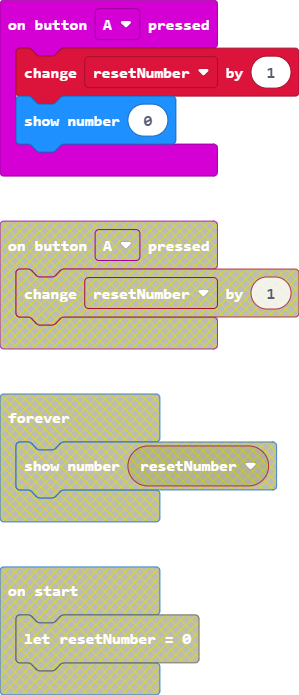 on button A pressed
change resetNumber by 1
show number 0
on button A pressed
change resetNumber by 1
forever
show number resetNumber
on start
let resetNumber = 0